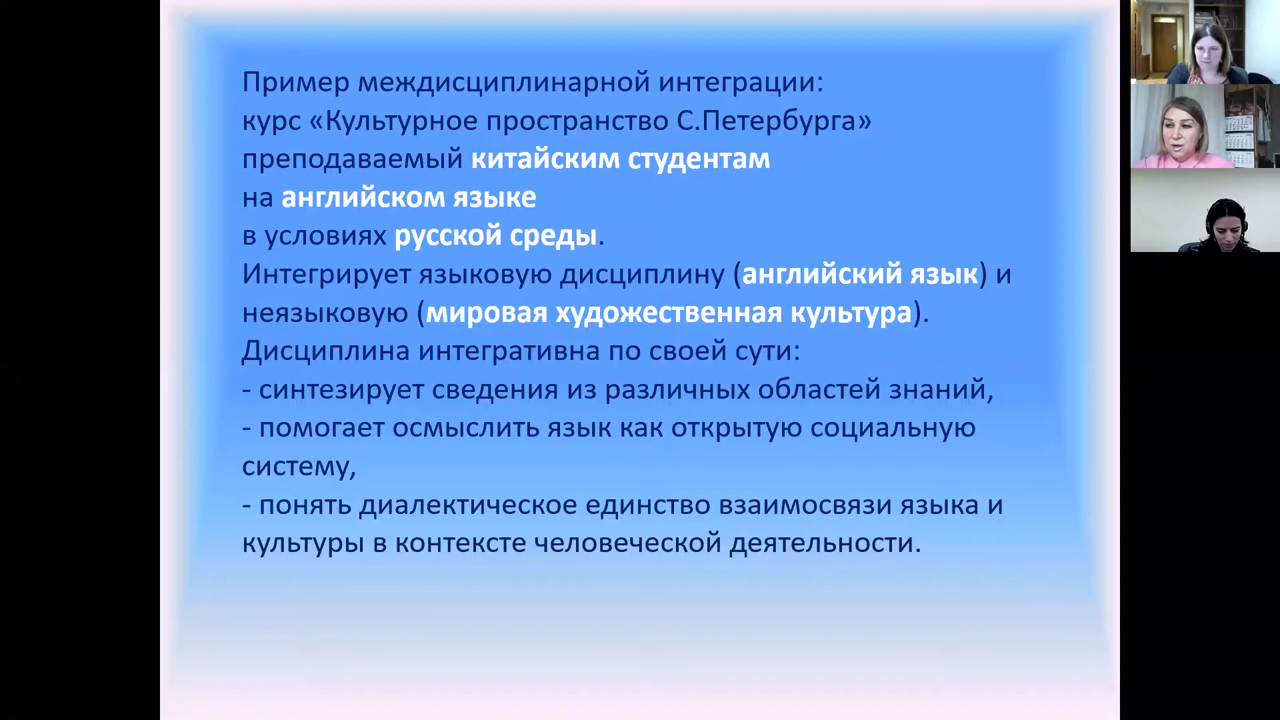 Пример междисциплинарной интеграции:
курс «Культурное пространство С.Петербурга»
преподаваемый китайским студентам
на английском языке
в условиях русской среды.
Интегрирует языковую дисциплину (английский язык) и
неязыковую (мировая художественная культура).
Дисциплина интегративна по своей сути:
- синтезирует сведения из различных областей знаний,
- помогает осмыслить язык как открытую социальную
систему,
- понять диалектическое единство взаимосвязи языка и
культуры в контексте человеческой деятельности.